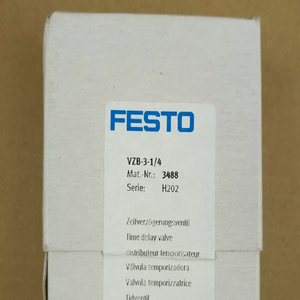 FESTO
VZB-3-1/4
Mat.-Nr.: 3488
Serie: H202
Zeitverzögerungsventil
Time delay valve
distributeur temporisateur
Válvula temporizadora
Valvola temporizzatrice
Tidventil